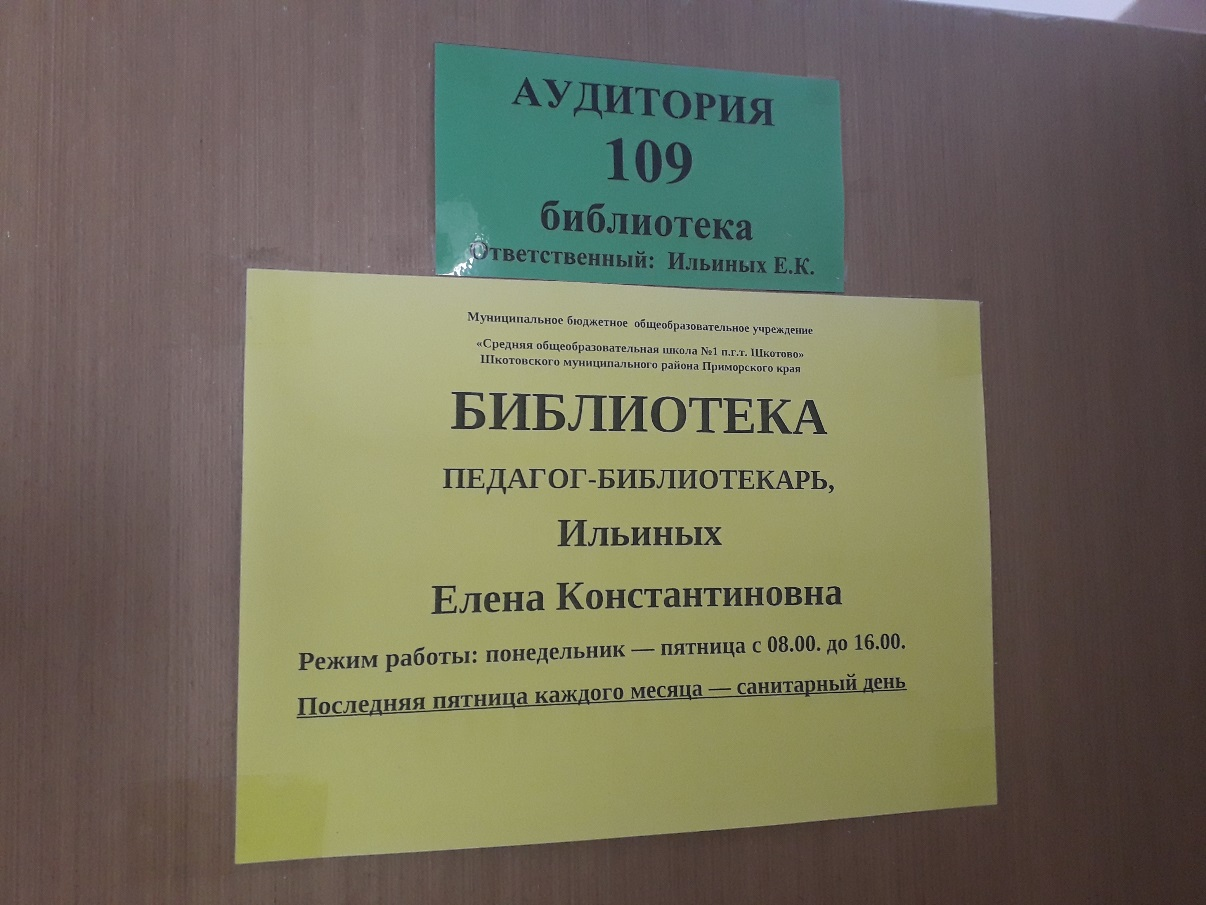 АУДИТОРИЯ
109
библиотека
Ответственный: Ильиных Е.К.
Муниципальное бюджетное общеобразовательное учреждение
«Средняя общеобразовательная школа №1 п.г.т. Шкотово»
Шкотовского муниципального района Приморского края
БИБЛИОТЕКА
ПЕДАГОГ-БИБЛИОТЕКАРЬ,
Ильиных
Елена Константиновна
Режим работы: понедельник — пятница с 08.00. до 16.00.
Последняя пятница каждого месяца — санитарный день